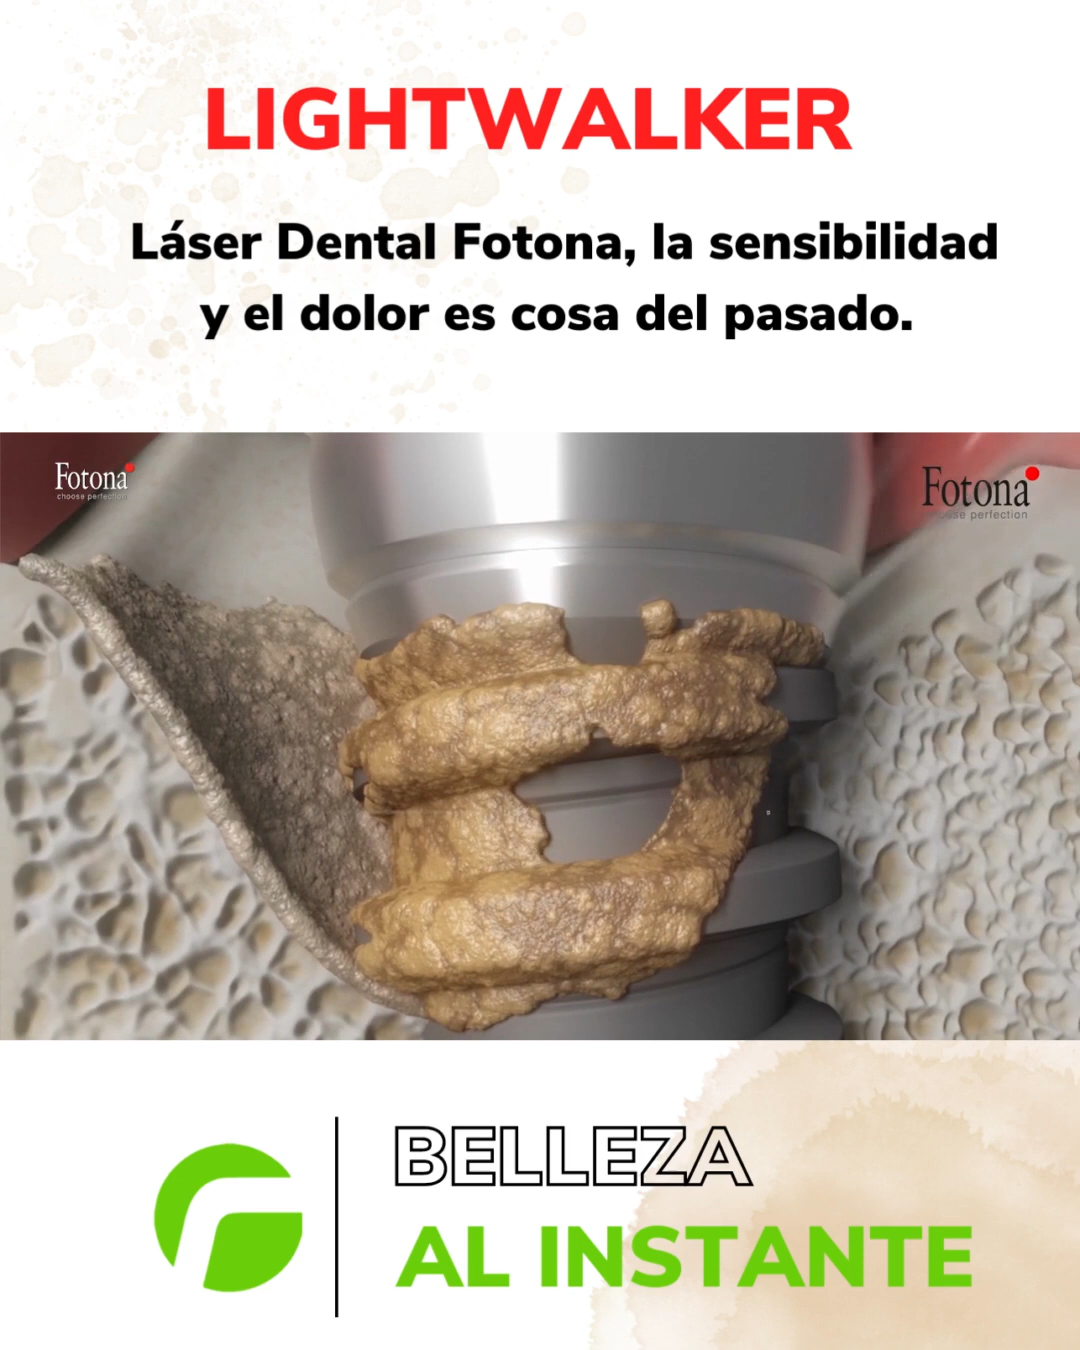 LIGHTWALKER
Láser Dental Fotona, la sensibilidad
y el dolor es cosa del pasado.
Fotona
choose perfection
Fotona
choose perfection
BELLEZA
AL INSTANTE